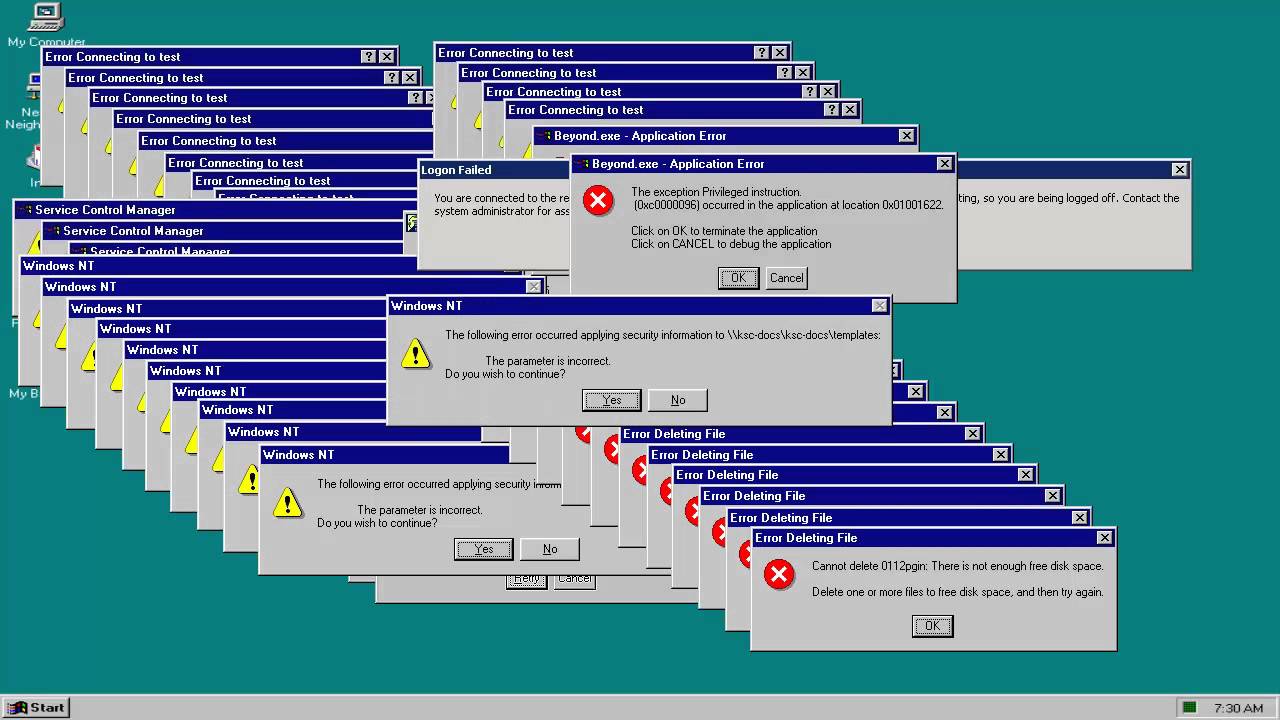 My Computer
Error Connecting to test
Error Connecting to test
Error Connecting to test
Error Connecting to test
Error Connecting to test
Error Connecting to test
Error Connecting to test
Error Connecting to test
Error Connecting to test
Error Connecting to test
Error Connecting to test
Beyond.exe - Application Error
Beyond.exe - Application Error
The exception Privileged instruction.
(0xc0000096) occurred in the application at location 0x01001622.
Click on OK to terminate the application
Click on CANCEL to debug the application
OK
Cancel
Logon Failed
You are connected to the re
system administrator for ass
ting, so you are being logged off. Contact the
Service Control Manager
Service Control Manager
Service Control Manager
Windows NT
Windows NT
Windows NT
Windows NT
Windows NT
Windows NT
Windows NT
Windows NT
Windows NT
Windows NT
The following error occurred applying security inform
The parameter is incorrect.
Do you wish to continue?
Yes
No
Windows NT
The following error occurred applying security information to \\ksc-docs\ksc-docs\templates:
The parameter is incorrect.
Do you wish to continue?
Yes
No
Retry
Cancel
Error Deleting File
Error Deleting File
Error Deleting File
Error Deleting File
Error Deleting File
Error Deleting File
Cannot delete 0112pgin: There is not enough free disk space.
Delete one or more files to free disk space, and then try again.
OK
My B
Start
7:30 AM